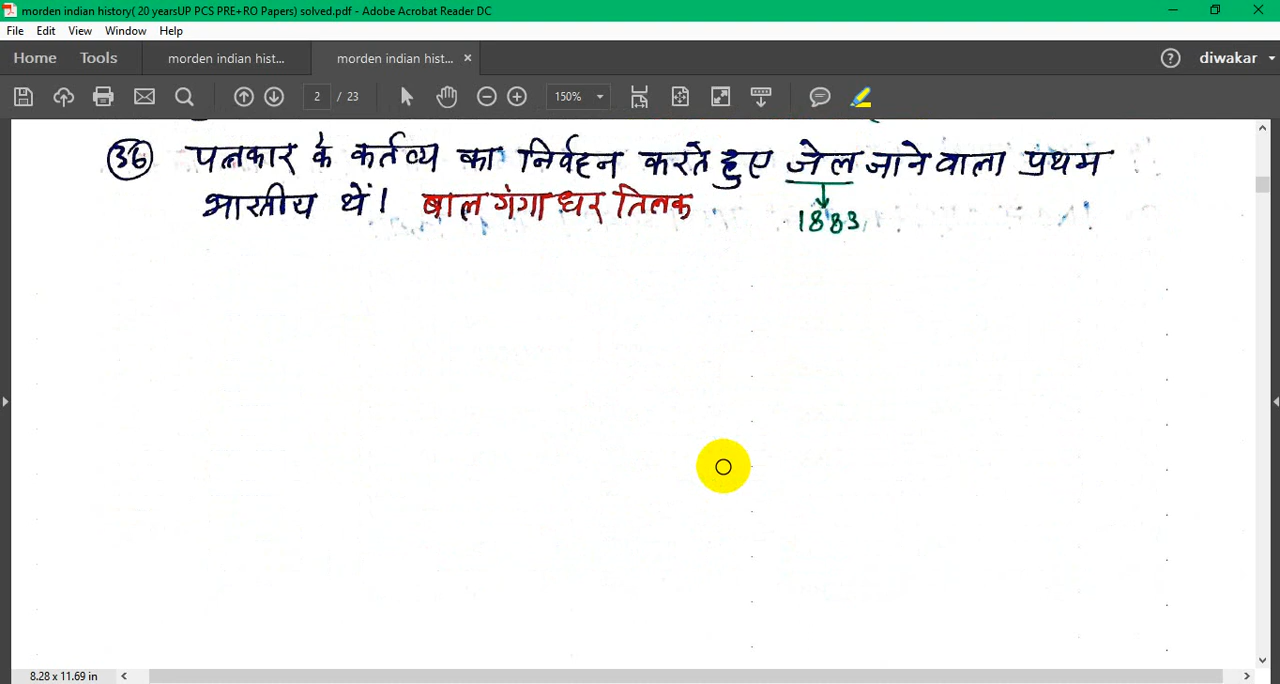 morden indian history( 20 yearsUP PCS PRE+RO Papers) solved.pdf - Adobe Acrobat Reader DC
File Edit View Window Help
Home Tools morden indian hist... morden indian hist... × ? diwakar
2 / 23 150%
36 पत्रकार के कर्तव्य का निर्वहन करते हुए जेल जाने वाला प्रथम
भारतीय थें। बाल गंगा धर तिलक 1883
8.28 x 11.69 in